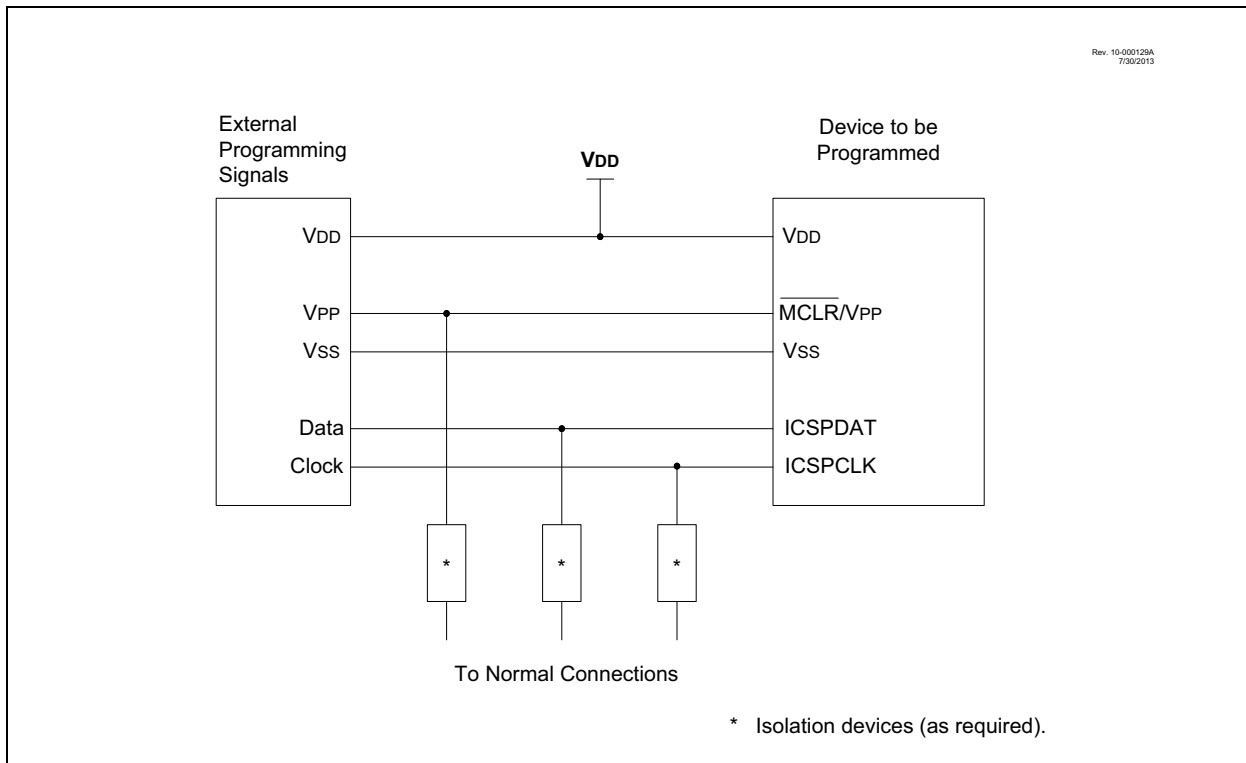 Rev. 10-000129A
7/30/2013
External
Programming
Signals
VDD
Device to be
Programmed
VDD
VPP
VSS
Data
Clock
VDD
MCLR/VPP
VSS
ICSPDAT
ICSPCLK
*
*
*
To Normal Connections
* Isolation devices (as required).